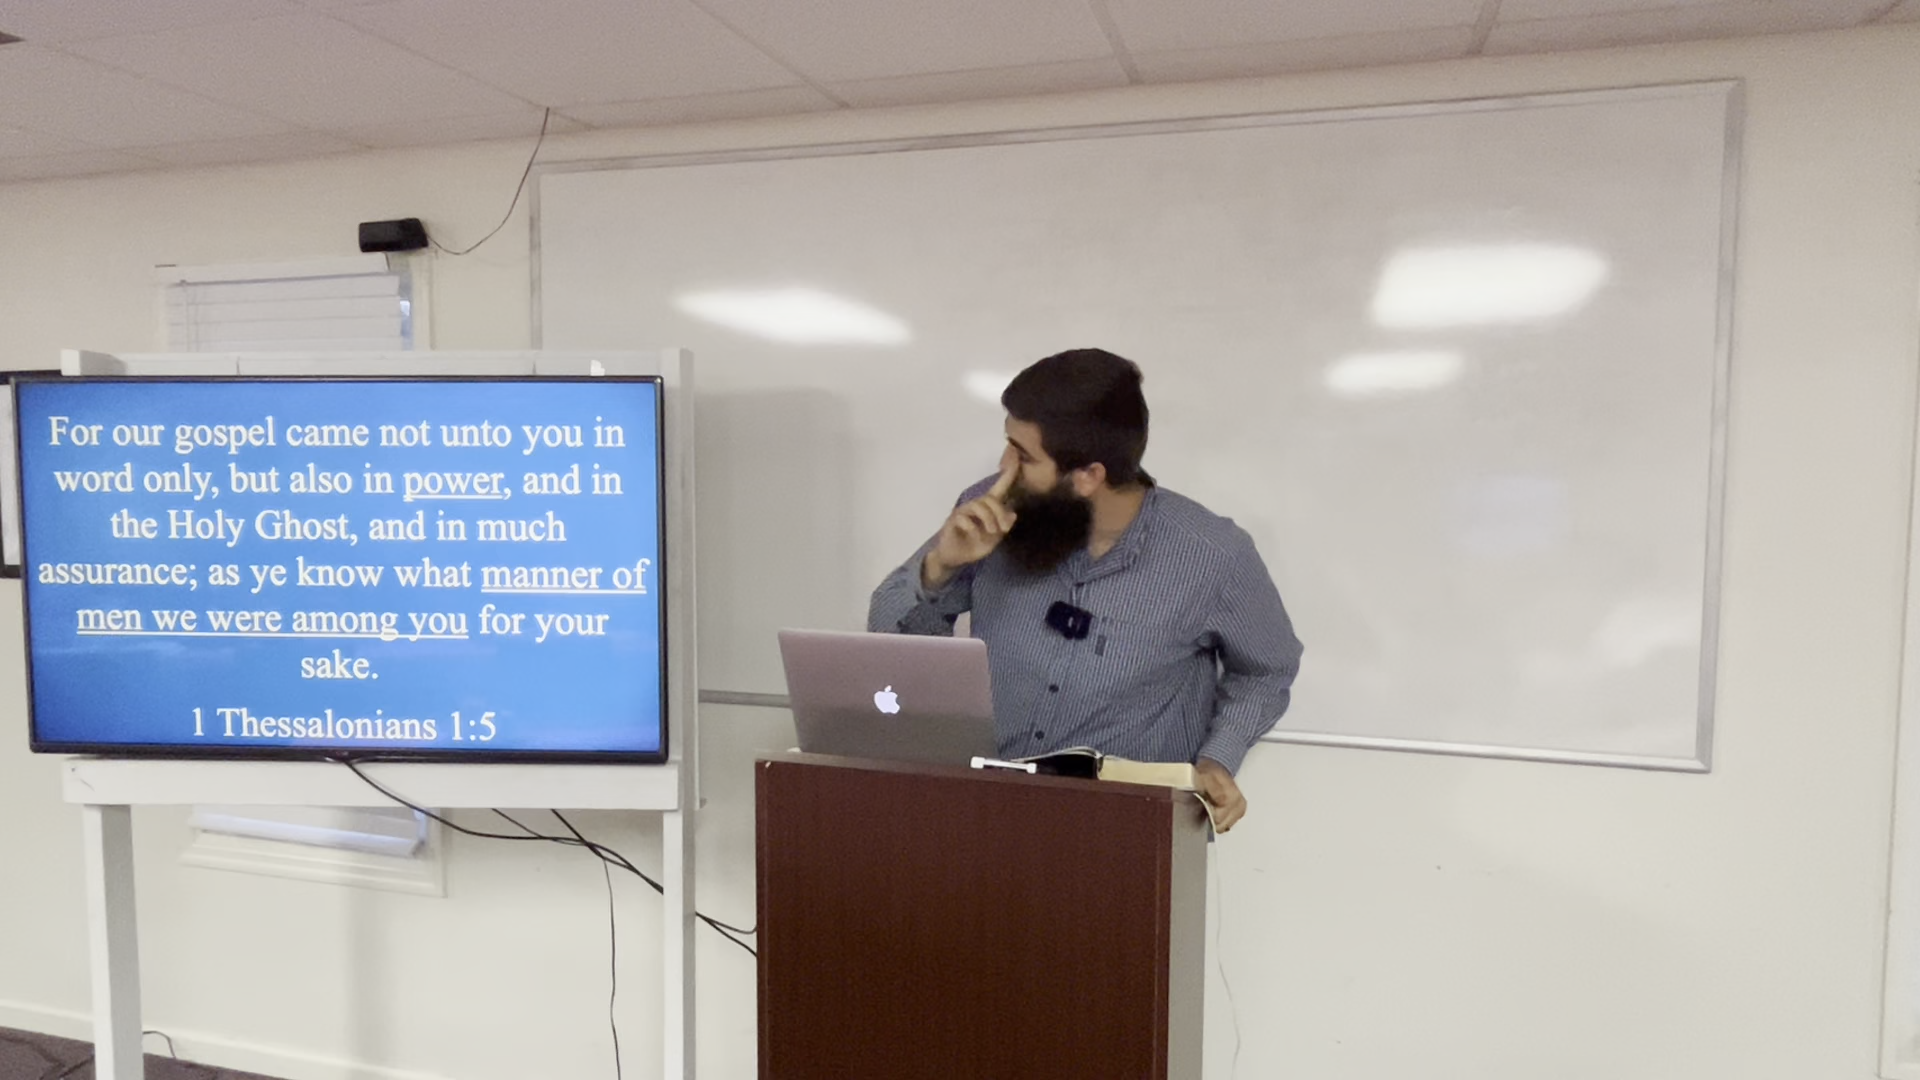 For our gospel came not unto you in
word only, but also in power, and in
the Holy Ghost, and in much
assurance; as ye know what manner of
men we were among you for your
sake.
1 Thessalonians 1:5